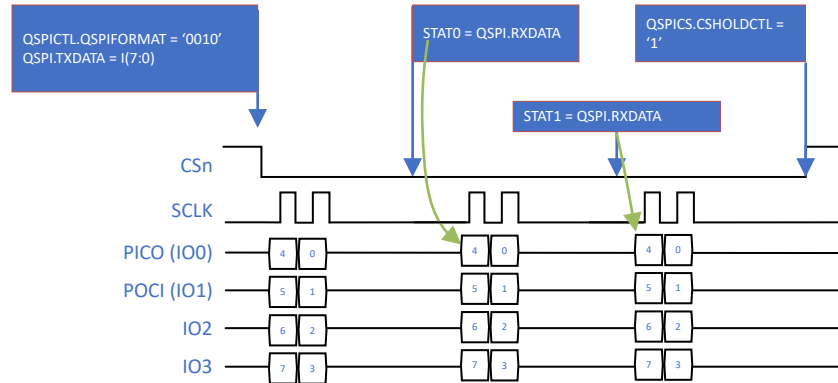 QSPICTL.QSPIFORMAT = ‘0010’
QSPI.TXDATA = I(7:0)
STAT0 = QSPI.RXDATA
QSPICS.CSHOLDCTL =
‘1’
STAT1 = QSPI.RXDATA
CSn
SCLK
PICO (IO0) 4 0 4 0 4 0
POCI (IO1) 5 1 5 1 5 1
IO2 6 2 6 2 6 2
IO3 7 3 7 3 7 3